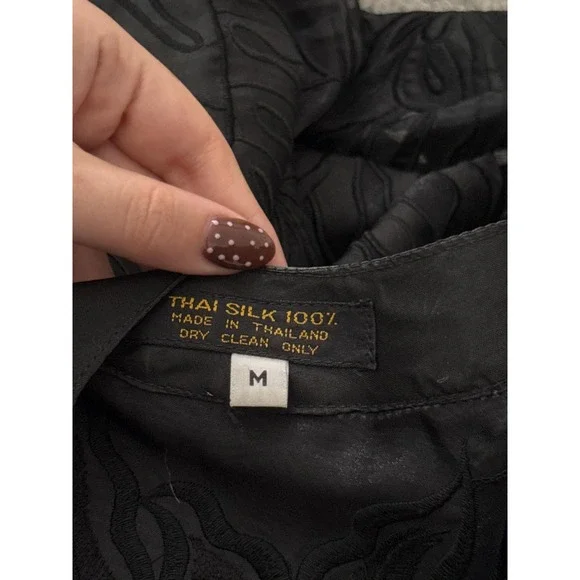 THAI SILK 100%
MADE IN THAILAND
DRY CLEAN ONLY
M